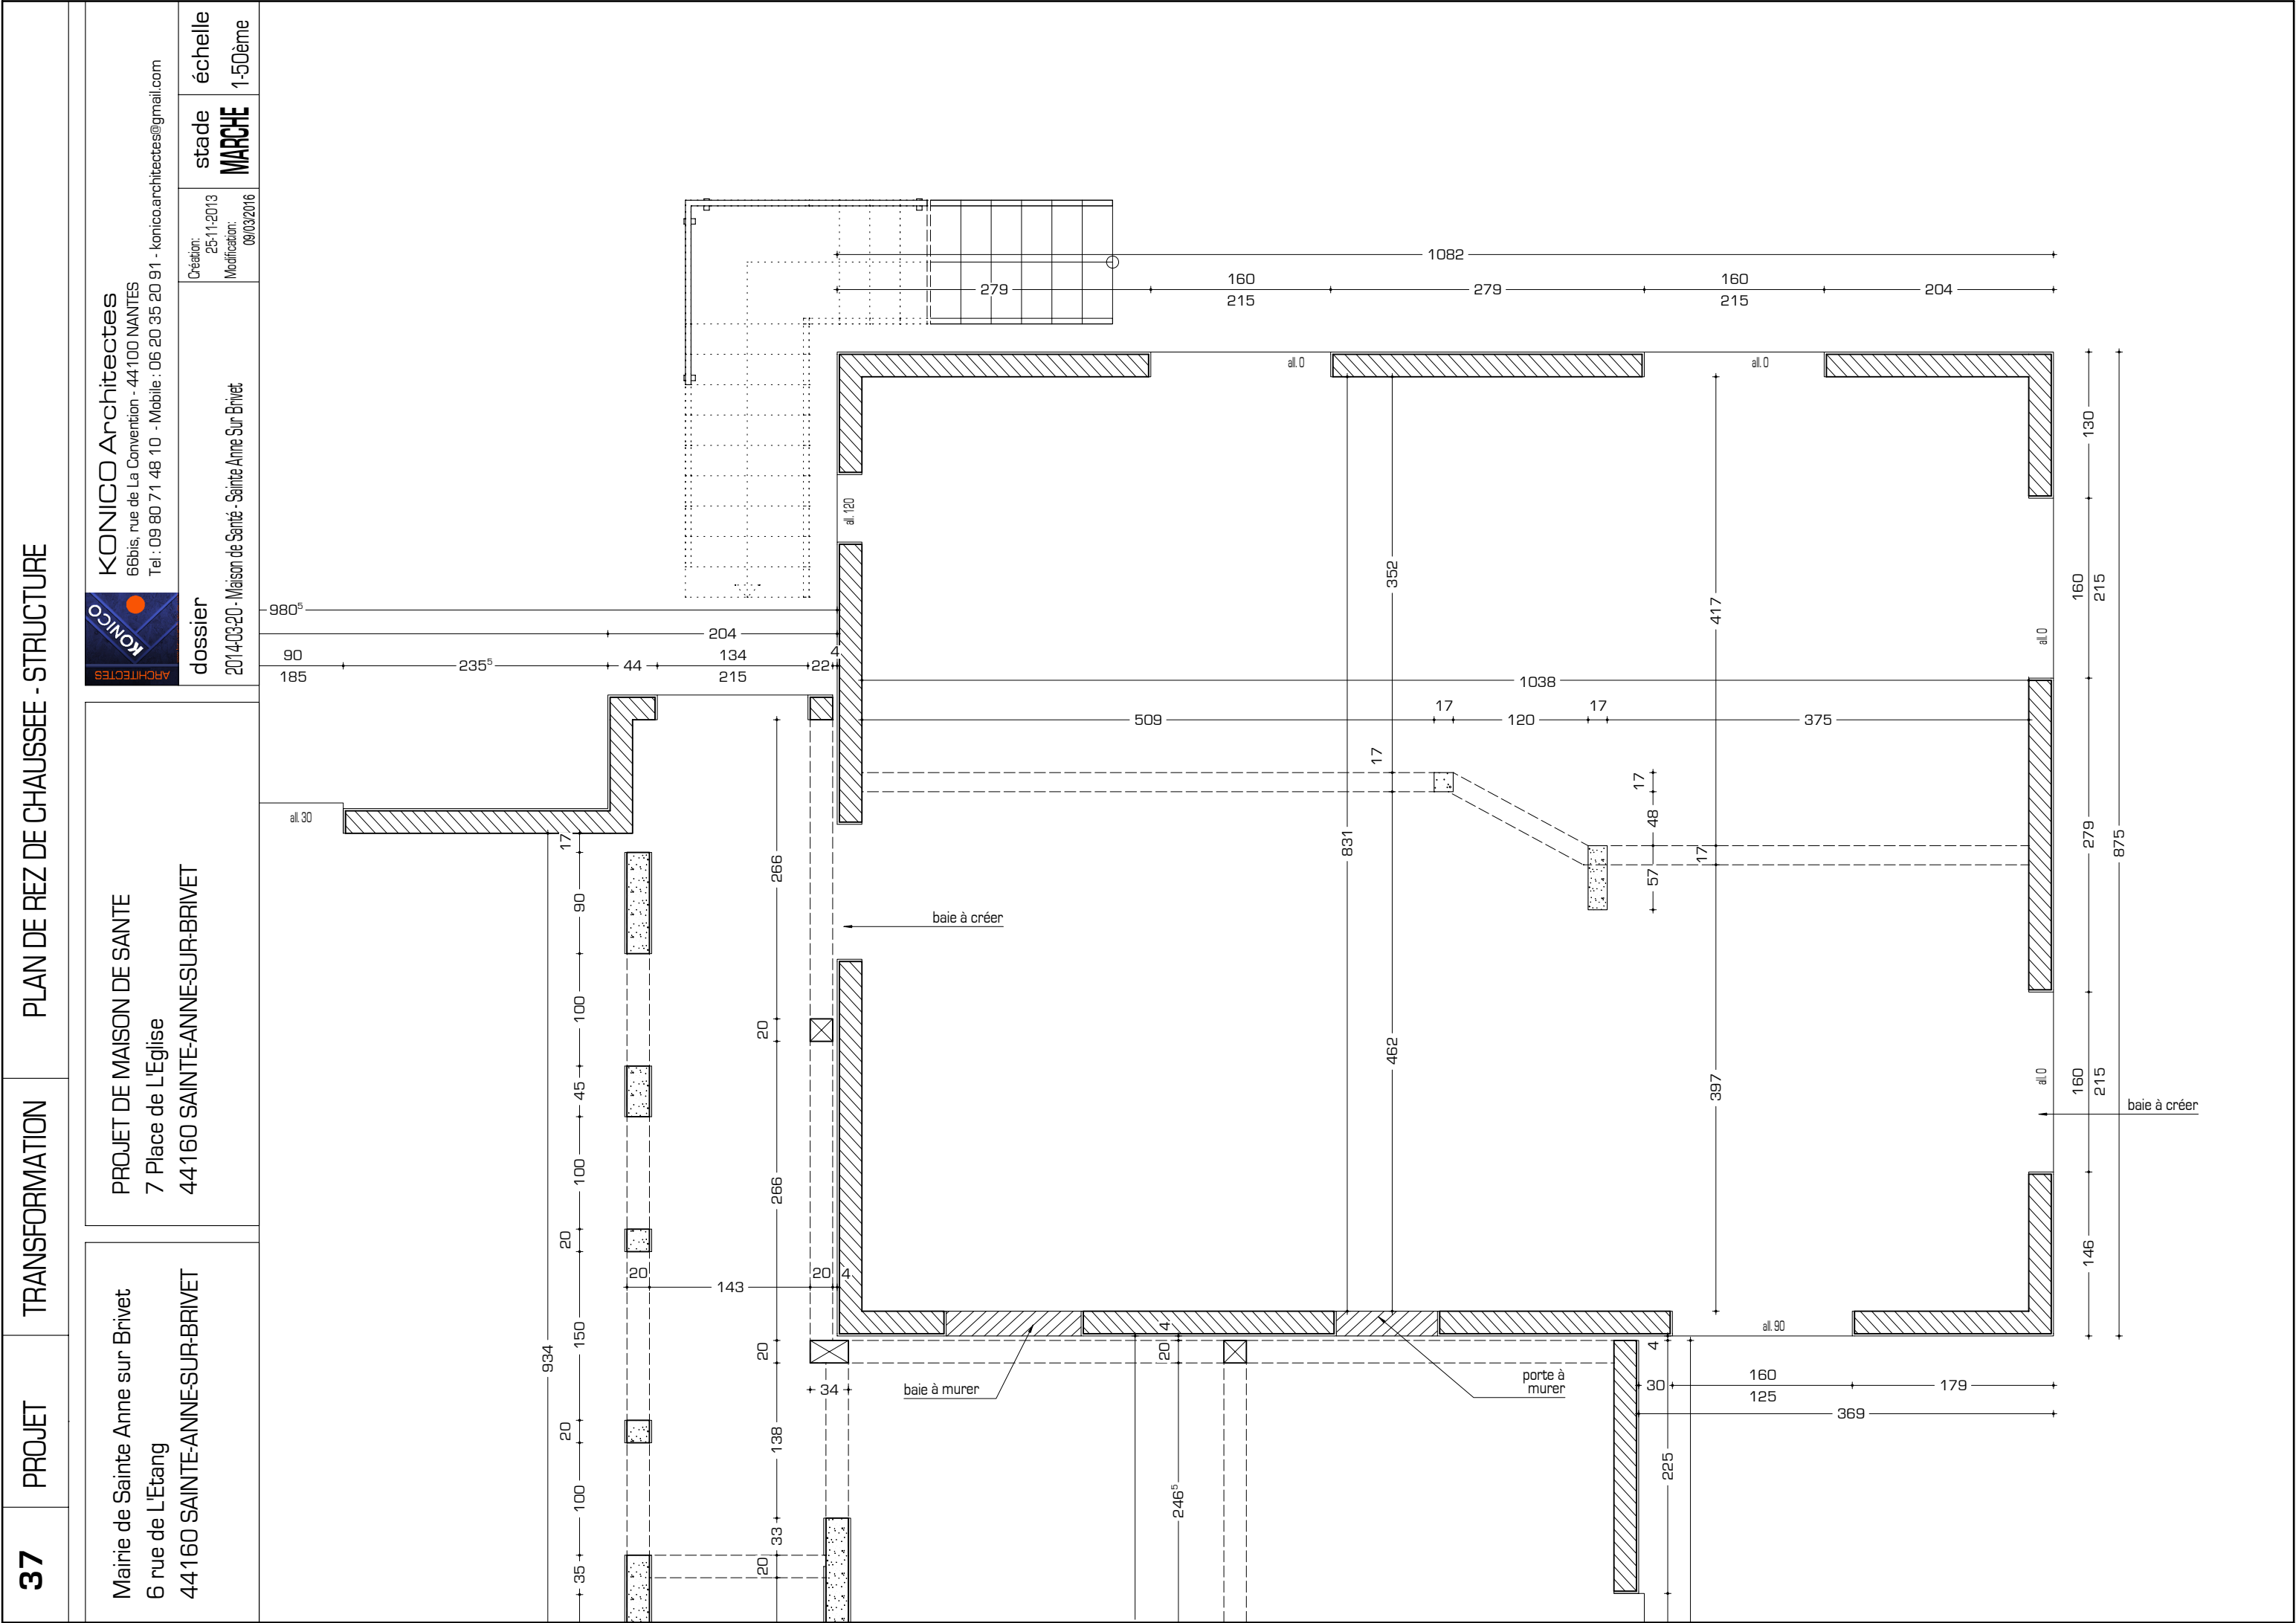 37
PROJET
TRANSFORMATION
PLAN DE REZ DE CHAUSSEE - STRUCTURE
Mairie de Sainte Anne sur Brivet
6 rue de L'Etang
44160 SAINTE-ANNE-SUR-BRIVET
PROJET DE MAISON DE SANTE
7 Place de L'Eglise
44160 SAINTE-ANNE-SUR-BRIVET
KONICO
ARCHITECTES
KONICO Architectes
66bis, rue de La Convention - 44100 NANTES
Tel : 09 80 71 48 10 - Mobile : 06 20 35 20 91 - konico.architectes@gmail.com
dossier
2014-03-20 - Maison de Santé - Sainte Anne Sur Brivet
Création:
25-11-2013
Modification:
09/03/2016
stade
MARCHE
échelle
1-50ème
1082
279
160
215
279
160
215
204
all. 0
all. 0
all. 120
130
160
215
all. 0
279
875
160
215
all. 0
baie à créer
146
980⁵
204
90
185
235⁵
44
134
215
22
4
all. 30
352
417
1038
509
17
120
17
375
17
831
17
48
57
17
462
397
266
20
266
20
138
33
20
baie à créer
17
90
100
45
100
20
150
20
100
35
934
20
143
20
4
34
baie à murer
4
20
246⁵
porte à
murer
all. 90
4
30
160
125
179
369
225